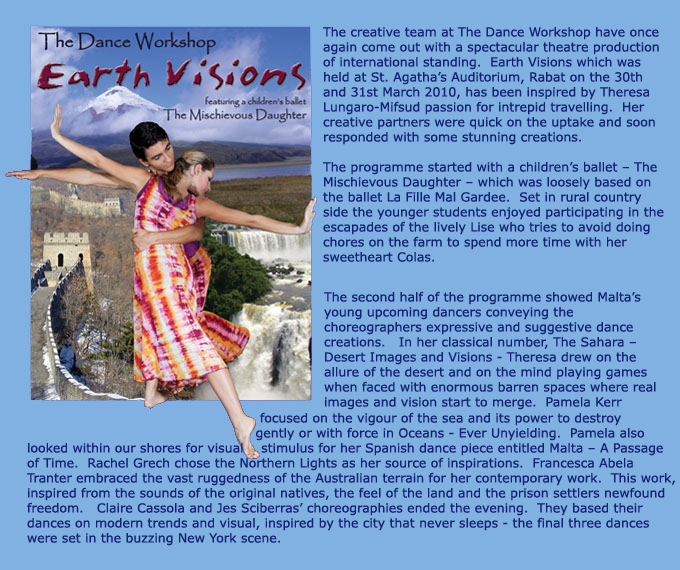 The Dance Workshop
Earth Visions
featuring a children's ballet
The Mischievous Daughter
The creative team at The Dance Workshop have once
again come out with a spectacular theatre production
of international standing.  Earth Visions which was
held at St. Agatha's Auditorium, Rabat on the 30th
and 31st March 2010, has been inspired by Theresa
Lungaro-Mifsud passion for intrepid travelling.  Her
creative partners were quick on the uptake and soon
responded with some stunning creations.
The programme started with a children's ballet – The
Mischievous Daughter – which was loosely based on
the ballet La Fille Mal Gardee.  Set in rural country
side the younger students enjoyed participating in the
escapades of the lively Lise who tries to avoid doing
chores on the farm to spend more time with her
sweetheart Colas.
The second half of the programme showed Malta's
young upcoming dancers conveying the
choreographers expressive and suggestive dance
creations.   In her classical number, The Sahara –
Desert Images and Visions - Theresa drew on the
allure of the desert and on the mind playing games
when faced with enormous barren spaces where real
images and vision start to merge.  Pamela Kerr
focused on the vigour of the sea and its power to destroy
gently or with force in Oceans - Ever Unyielding.  Pamela also
looked within our shores for visual stimulus for her Spanish dance piece entitled Malta – A Passage
of Time.  Rachel Grech chose the Northern Lights as her source of inspirations.  Francesca Abela
Tranter embraced the vast ruggedness of the Australian terrain for her contemporary work.  This work,
inspired from the sounds of the original natives, the feel of the land and the prison settlers newfound
freedom.   Claire Cassola and Jes Sciberras' choreographies ended the evening.  They based their
dances on modern trends and visual, inspired by the city that never sleeps - the final three dances
were set in the buzzing New York scene.